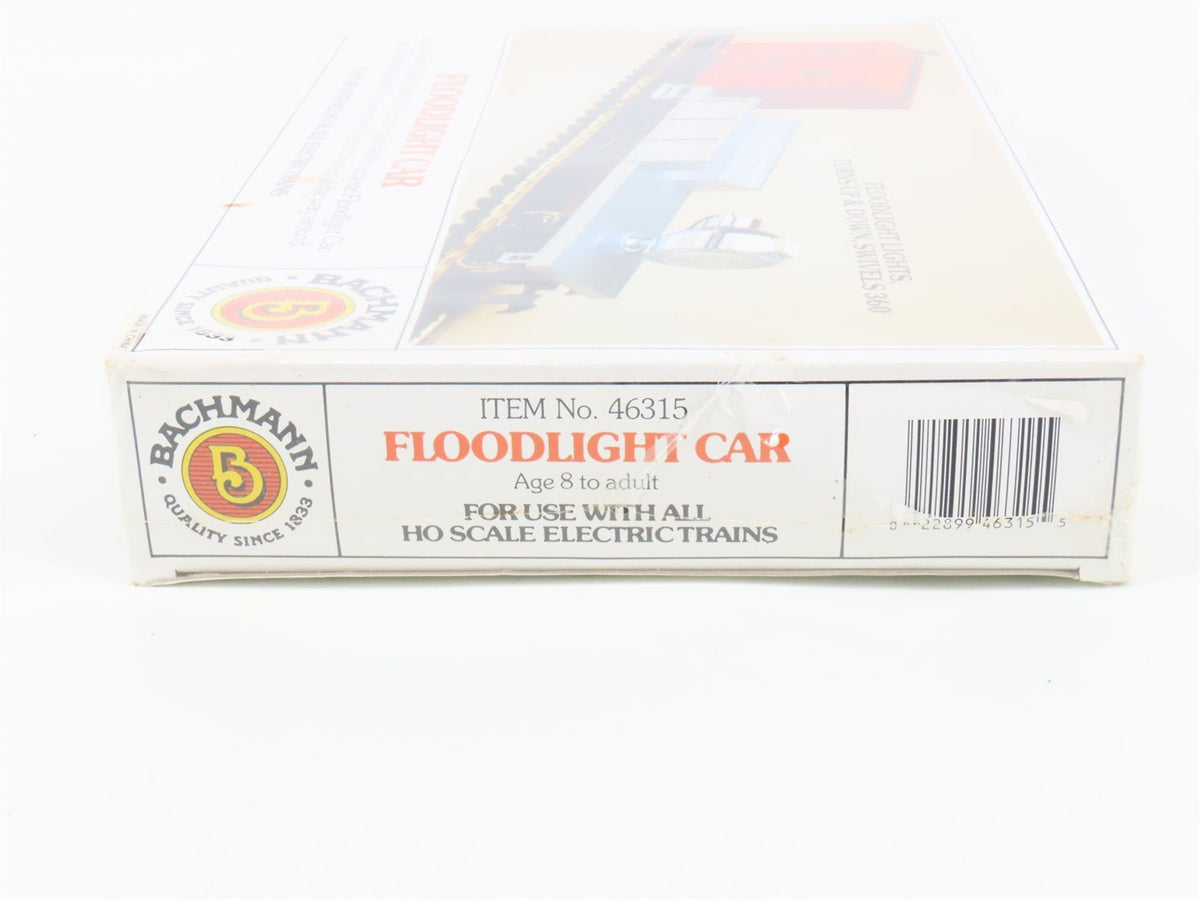 FLOODLIGHT CAR
FLOODLIGHT LIGHTS,
TURNS UP & DOWN, SWIVELS 360
BACHMANN
QUALITY SINCE 1833
BACHMANN
QUALITY SINCE 1833
ITEM No. 46315
FLOODLIGHT CAR
Age 8 to adult
FOR USE WITH ALL
HO SCALE ELECTRIC TRAINS
0 22899 46315 5